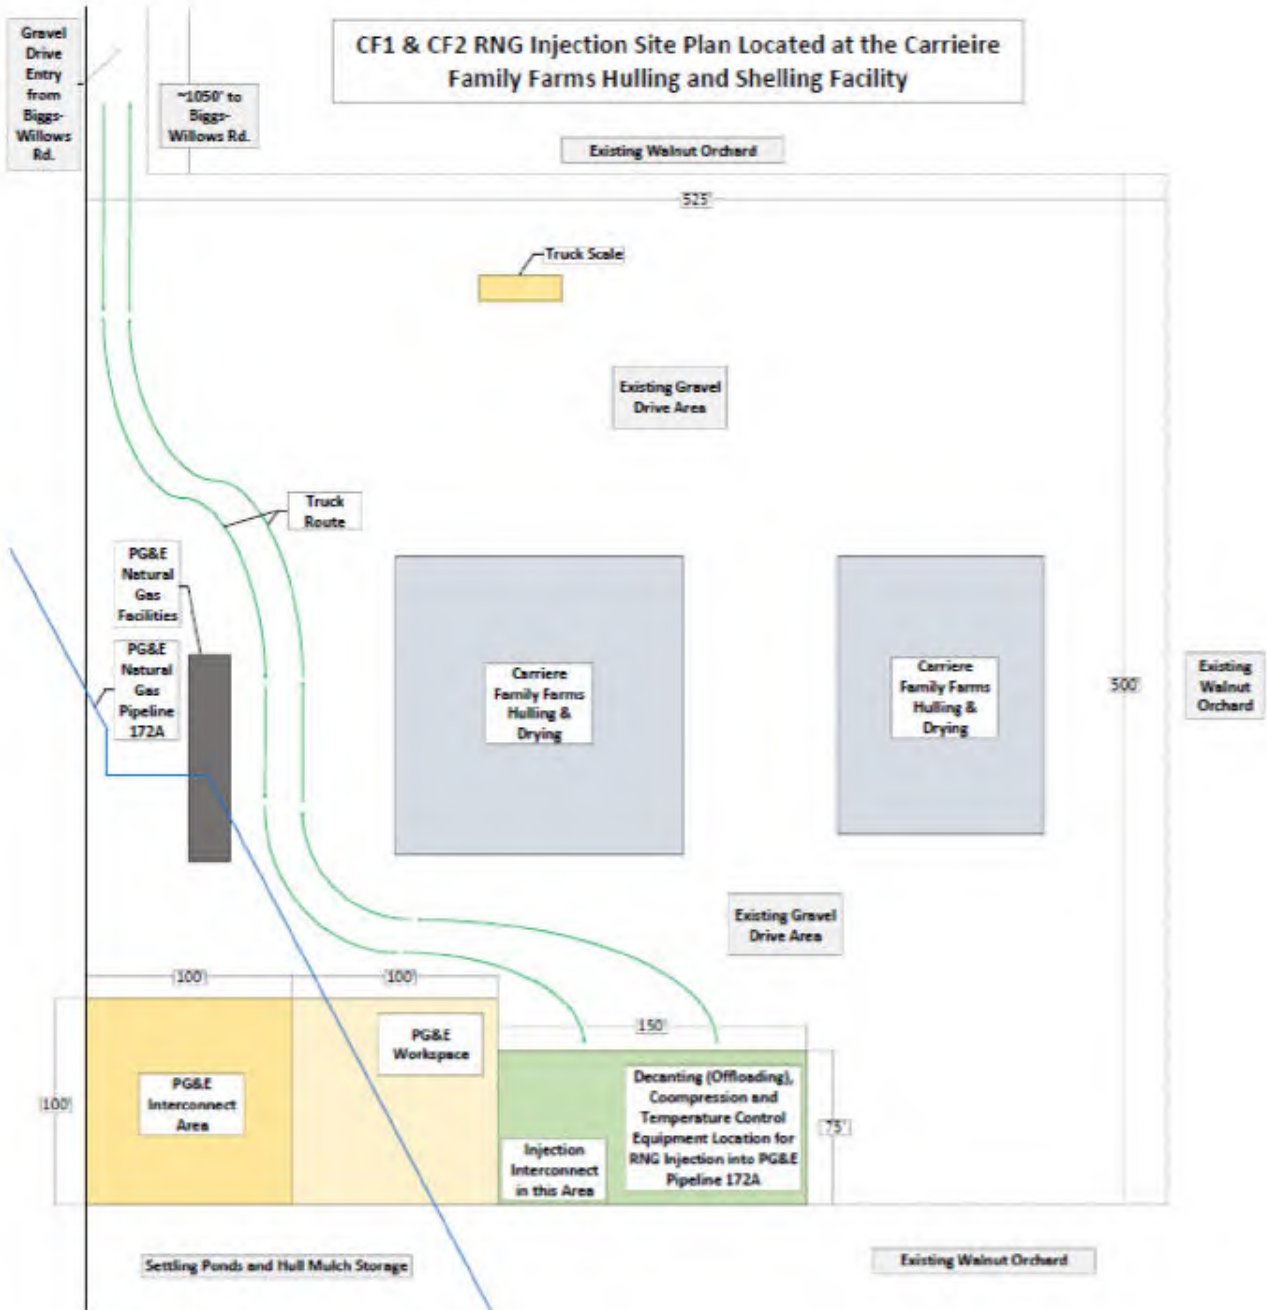 Gravel
Drive
Entry
from
Biggs-
Willows
Rd.
~1050' to
Biggs-
Willows Rd.
CF1 & CF2 RNG Injection Site Plan Located at the Carrieire
Family Farms Hulling and Shelling Facility
Existing Walnut Orchard
525'
Truck Scale
Existing Gravel
Drive Area
Truck
Route
PG&E
Natural
Gas
Facilities
PG&E
Natural
Gas
Pipeline
172A
Carriere
Family Farms
Hulling &
Drying
Carriere
Family Farms
Hulling &
Drying
500'
Existing
Walnut
Orchard
Existing Gravel
Drive Area
100'
100'
150'
PG&E
Workspace
PG&E
Interconnect
Area
100'
Decanting (Offloading),
Coompression and
Temperature Control
Equipment Location for
RNG Injection into PG&E
Pipeline 172A
75'
Injection
Interconnect
in this Area
Settling Ponds and Hull Mulch Storage
Existing Walnut Orchard